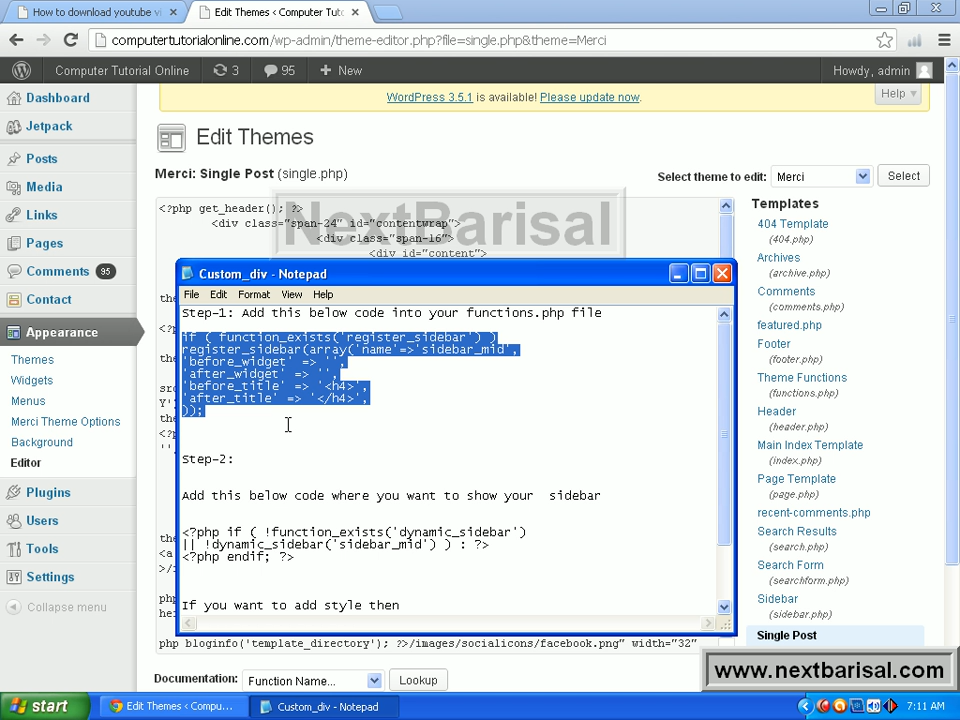 How to download youtube vi
Edit Themes ‹ Computer Tuto
computertutorialonline.com/wp-admin/theme-editor.php?file=single.php&theme=Merci
Computer Tutorial Online
3
95
+ New
Howdy, admin
WordPress 3.5.1 is available! Please update now.
Help
Dashboard
Jetpack
Posts
Media
Links
Pages
Comments 95
Contact
Appearance
Themes
Widgets
Menus
Merci Theme Options
Background
Editor
Plugins
Users
Tools
Settings
Collapse menu
Edit Themes
Merci: Single Post (single.php)
Select theme to edit:
Merci
Select
<?php get_header(); ?>
<div class="span-24" id="contentwrap">
<div class="span-16">
<div id="content">
NextBarisal
Custom_div - Notepad
File Edit Format View Help
Step-1: Add this below code into your functions.php file
if ( function_exists('register_sidebar') )
register_sidebar(array('name'=>'sidebar_mid',
'before_widget' => '',
'after_widget' => '',
'before_title' => '<h4>',
'after_title' => '</h4>',
));
Step-2:
Add this below code where you want to show your  sidebar
<?php if ( !function_exists('dynamic_sidebar')
|| !dynamic_sidebar('sidebar_mid') ) : ?>
<?php endif; ?>
If you want to add style then
php bloginfo('template_directory'); ?>/images/socialicons/facebook.png" width="32"
Documentation:
Function Name...
Lookup
Templates
404 Template
(404.php)
Archives
(archive.php)
Comments
(comments.php)
featured.php
Footer
(footer.php)
Theme Functions
(functions.php)
Header
(header.php)
Main Index Template
(index.php)
Page Template
(page.php)
recent-comments.php
Search Results
(search.php)
Search Form
(searchform.php)
Sidebar
(sidebar.php)
Single Post
www.nextbarisal.com
start
Edit Themes ‹ Compu...
Custom_div - Notepad
7:11 AM